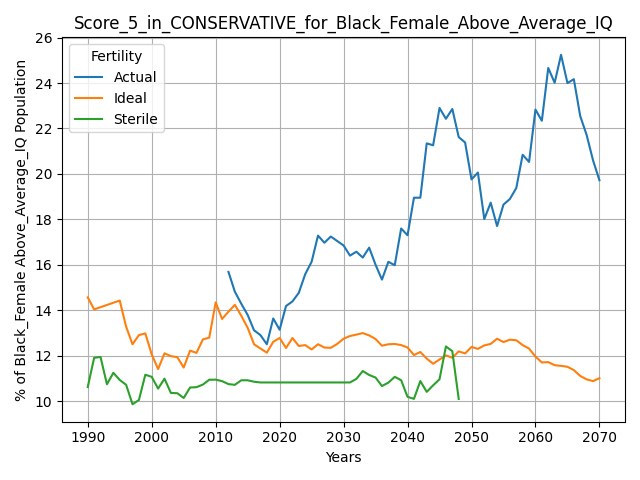 Score_5_in_CONSERVATIVE_for_Black_Female_Above_Average_IQ
% of Black_Female Above_Average_IQ Population
26
24
22
20
18
16
14
12
10
Fertility
Actual
Ideal
Sterile
1990 2000 2010 2020 2030 2040 2050 2060 2070
Years